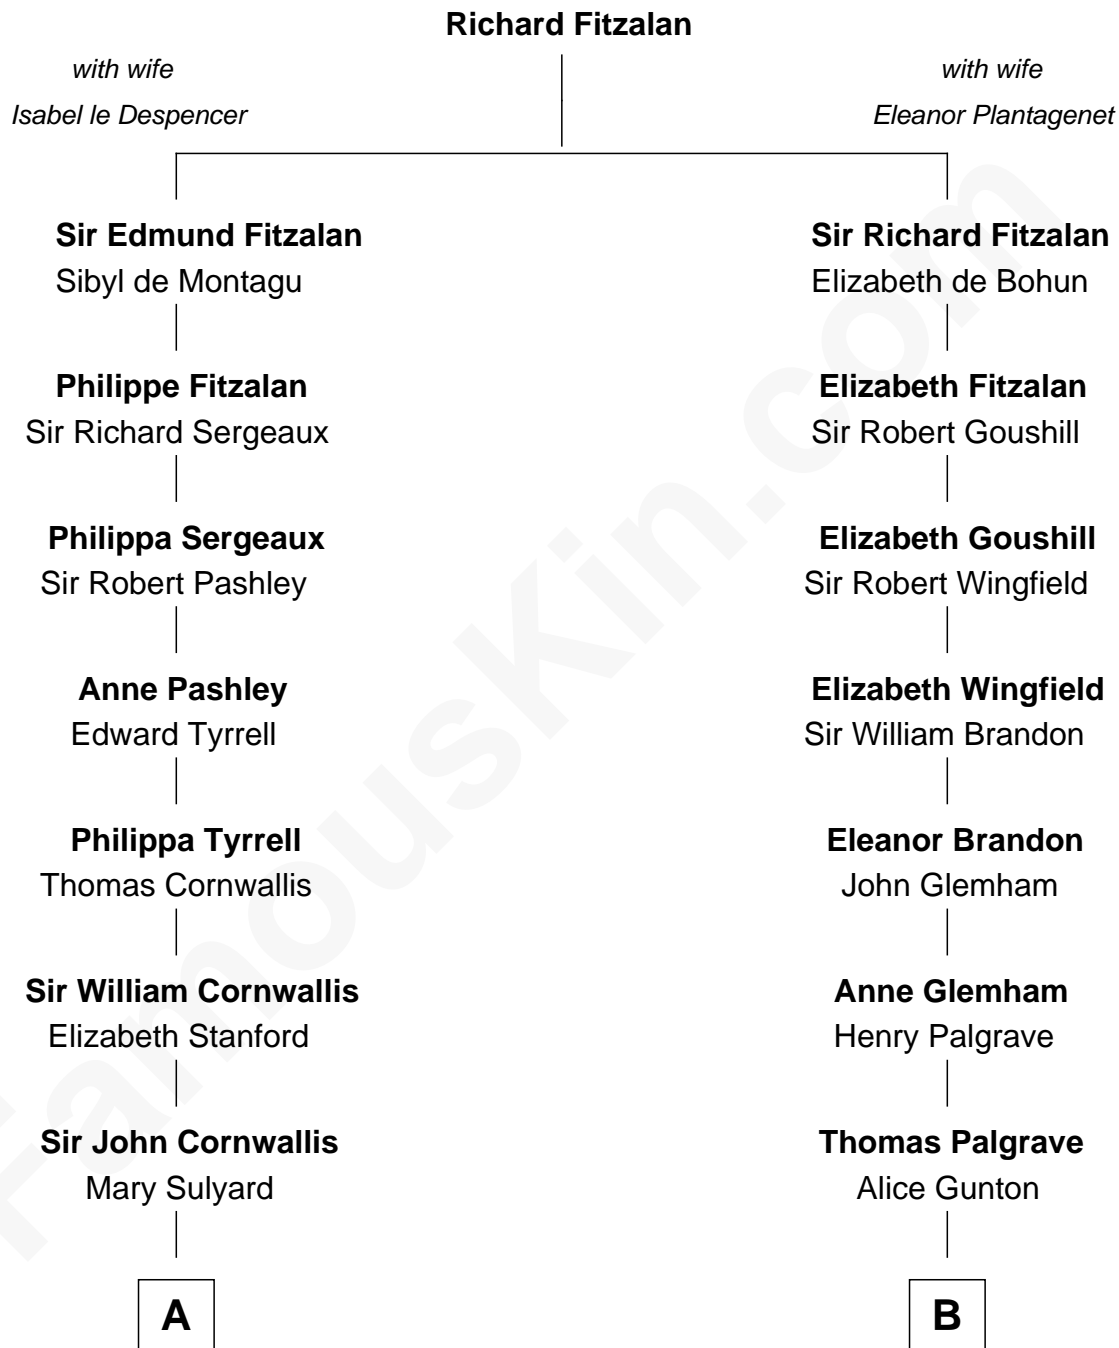 Richard Fitzalan
with wife
Isabel le Despencer
with wife
Eleanor Plantagenet
Sir Edmund Fitzalan
Sibyl de Montagu
Sir Richard Fitzalan
Elizabeth de Bohun
Philippe Fitzalan
Sir Richard Sergeaux
Elizabeth Fitzalan
Sir Robert Goushill
Philippa Sergeaux
Sir Robert Pashley
Elizabeth Goushill
Sir Robert Wingfield
Anne Pashley
Edward Tyrrell
Elizabeth Wingfield
Sir William Brandon
Philippa Tyrrell
Thomas Cornwallis
Eleanor Brandon
John Glemham
Sir William Cornwallis
Elizabeth Stanford
Anne Glemham
Henry Palgrave
Sir John Cornwallis
Mary Sulyard
Thomas Palgrave
Alice Gunton
A
B
FamousKin.com